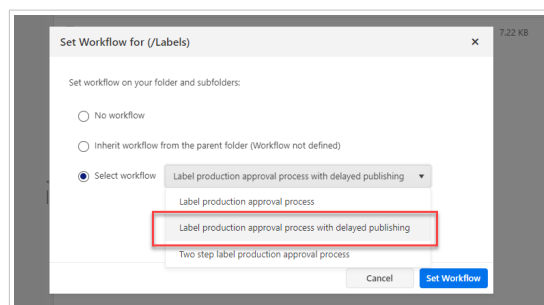 7.22 KB
Set Workflow for (/Labels)
Set workflow on your folder and subfolders:
No workflow
Inherit workflow from the parent folder (Workflow not defined)
Select workflow Label production approval process with delayed publishing
Label production approval process
Label production approval process with delayed publishing
Two step label production approval process
Cancel Set Workflow